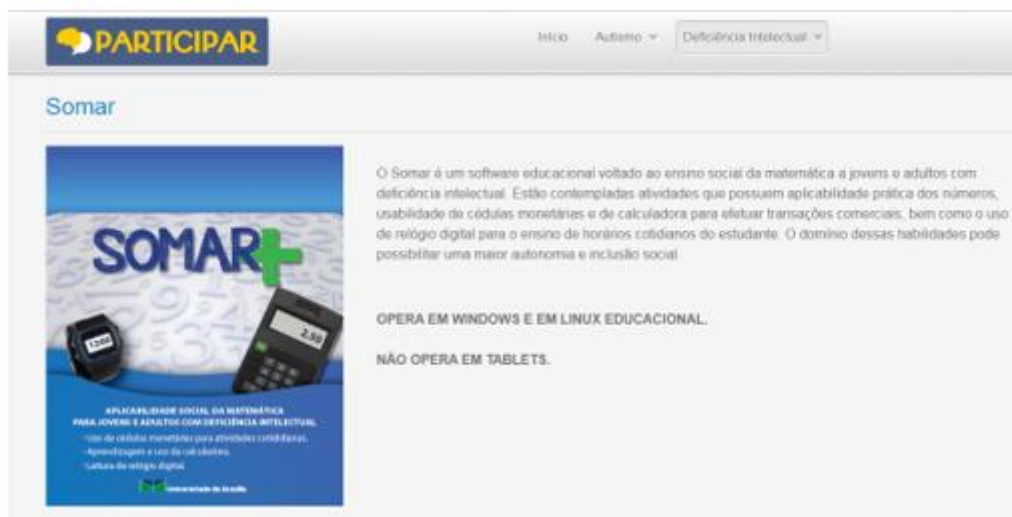 PARTICIPAR
Início Autismo Deficiência Intelectual
Somar
O Somar é um software educacional voltado ao ensino social da matemática a jovens e adultos com
deficiência intelectual. Estão contempladas atividades que possuem aplicabilidade prática dos números,
usabilidade de cédulas monetárias e de calculadora para efetuar transações comerciais, bem como o uso
de relógio digital para o ensino de horários cotidianos do estudante. O domínio dessas habilidades pode
possibilitar uma maior autonomia e inclusão social.
OPERA EM WINDOWS E EM LINUX EDUCACIONAL.
NÃO OPERA EM TABLETS.
SOMAR+
12:00
2.50
APLICABILIDADE SOCIAL DA MATEMÁTICA
PARA JOVENS E ADULTOS COM DEFICIÊNCIA INTELECTUAL
- Uso de cédulas monetárias para atividades cotidianas.
- Aprendizagem e uso da calculadora.
- Leitura do relógio digital.
Universidade de Brasília